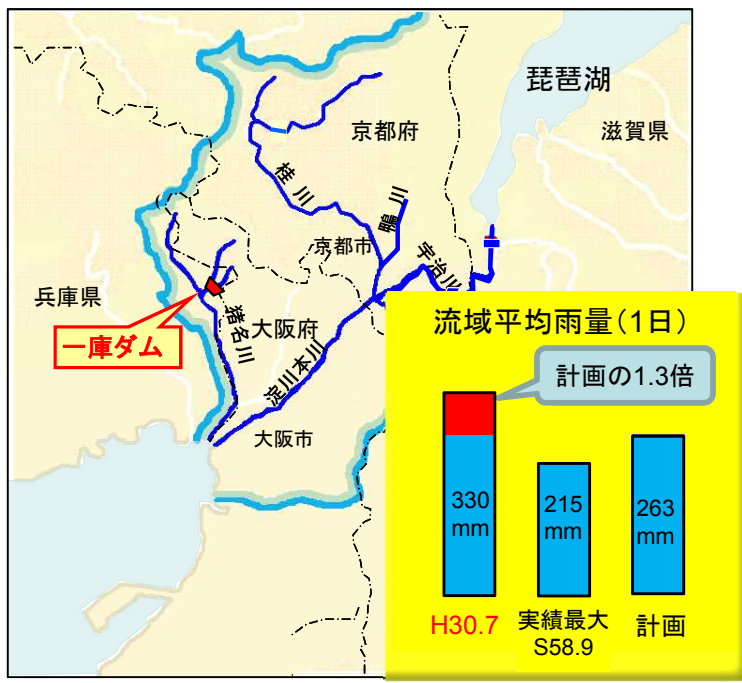 琵琶湖
京都府
滋賀県
桂川
鴨川
京都市
宇治川
兵庫県
大阪府
猪名川
一庫ダム
淀川本川
大阪市
流域平均雨量(1日)
計画の1.3倍
330
mm
215
mm
263
mm
H30.7
実績最大
S58.9
計画